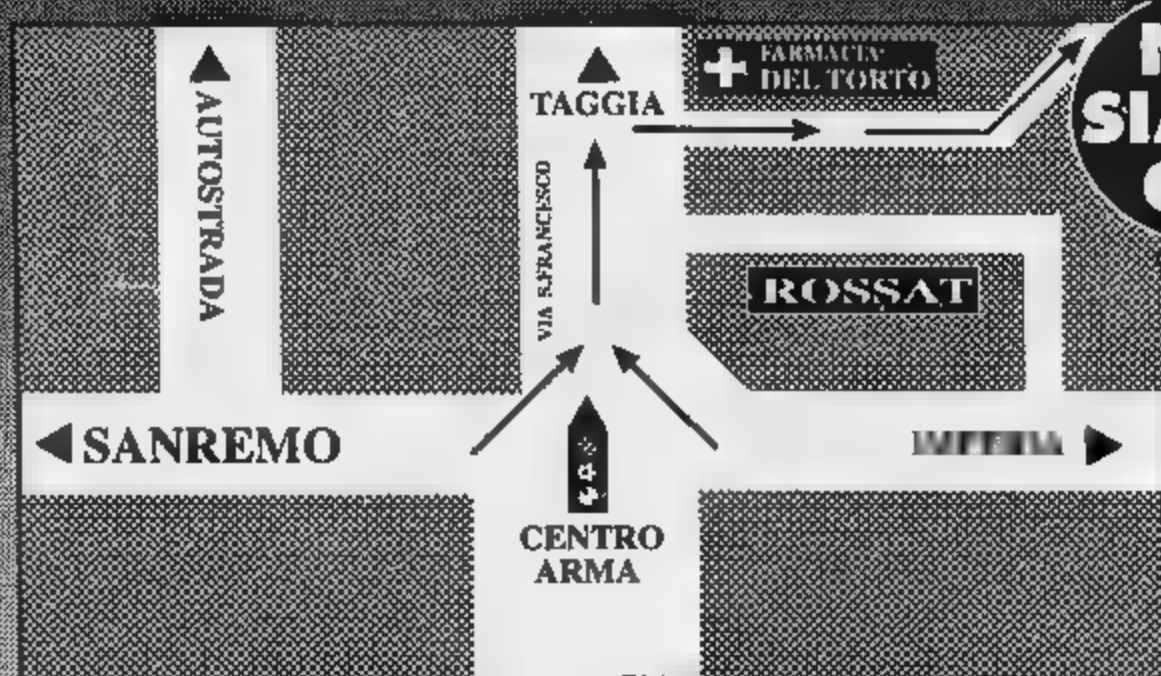 FARMACIA
DEL TORTO
TAGGIA
AUTOSTRADA
VIA S.FRANCESCO
ROSSAT
SANREMO
CENTRO
ARMA